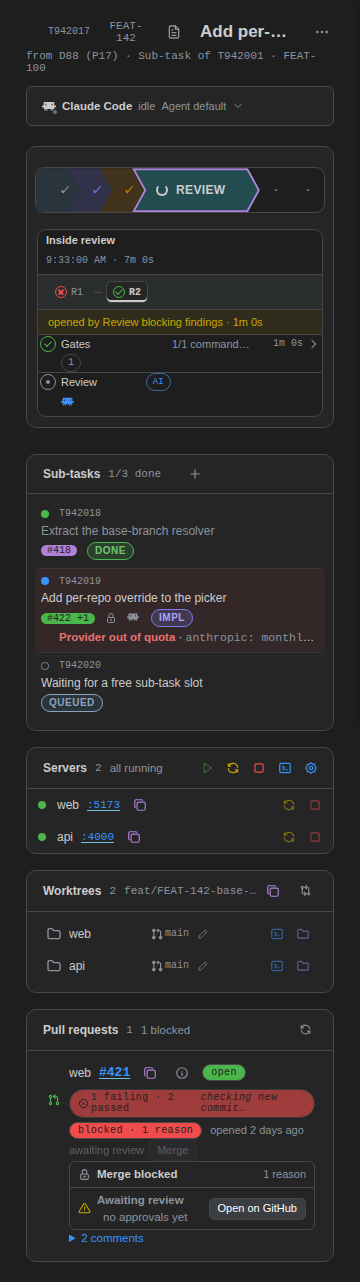 T942017 FEAT-142 Add per-…
from D88 (P17) · Sub-task of T942001 · FEAT-100
Claude Code idle Agent default
REVIEW
Inside review
9:33:00 AM · 7m 0s
R1 — R2
opened by Review blocking findings · 1m 0s
Gates 1/1 command… 1m 0s
1
Review AI
Sub-tasks 1/3 done
T942018
Extract the base-branch resolver
#418 DONE
T942019
Add per-repo override to the picker
#422 +1 IMPL
Provider out of quota · anthropic: monthl…
T942020
Waiting for a free sub-task slot
QUEUED
Servers 2 all running
web :5173
api :4000
Worktrees 2 feat/FEAT-142-base-…
web main
api main
Pull requests 1 1 blocked
web #421 open
1 failing · 2 passed checking new commit…
blocked · 1 reason opened 2 days ago
awaiting review Merge
Merge blocked 1 reason
Awaiting review
no approvals yet
Open on GitHub
2 comments